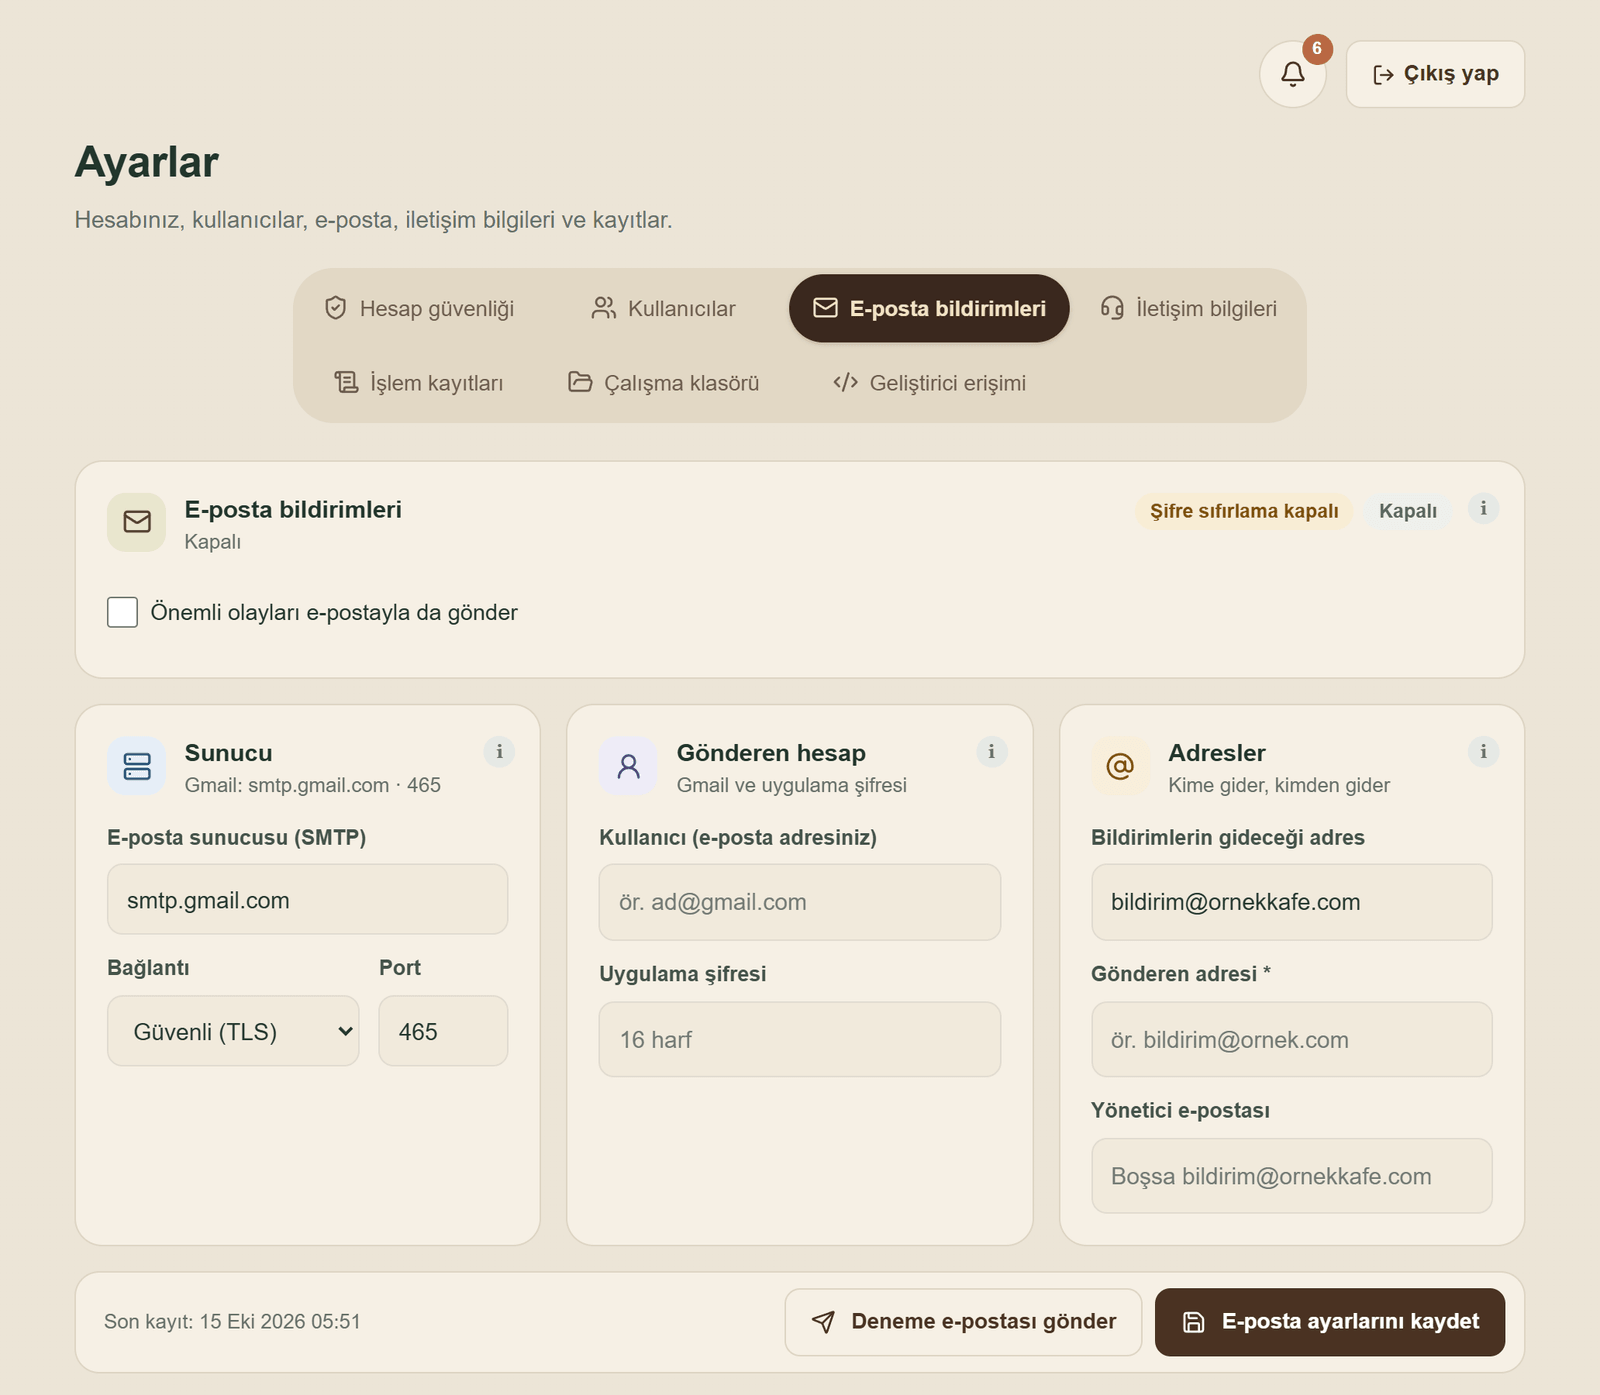 6
Çıkış yap
Ayarlar
Hesabınız, kullanıcılar, e-posta, iletişim bilgileri ve kayıtlar.
Hesap güvenliği
Kullanıcılar
E-posta bildirimleri
İletişim bilgileri
İşlem kayıtları
Çalışma klasörü
Geliştirici erişimi
E-posta bildirimleri
Kapalı
Şifre sıfırlama kapalı
Kapalı
i
Önemli olayları e-postayla da gönder
Sunucu
Gmail: smtp.gmail.com · 465
i
E-posta sunucusu (SMTP)
smtp.gmail.com
Bağlantı
Port
Güvenli (TLS)
465
Gönderen hesap
Gmail ve uygulama şifresi
i
Kullanıcı (e-posta adresiniz)
ör. ad@gmail.com
Uygulama şifresi
16 harf
Adresler
Kime gider, kimden gider
i
Bildirimlerin gideceği adres
bildirim@ornekkafe.com
Gönderen adresi *
ör. bildirim@ornek.com
Yönetici e-postası
Boşsa bildirim@ornekkafe.com
Son kayıt: 15 Eki 2026 05:51
Deneme e-postası gönder
E-posta ayarlarını kaydet